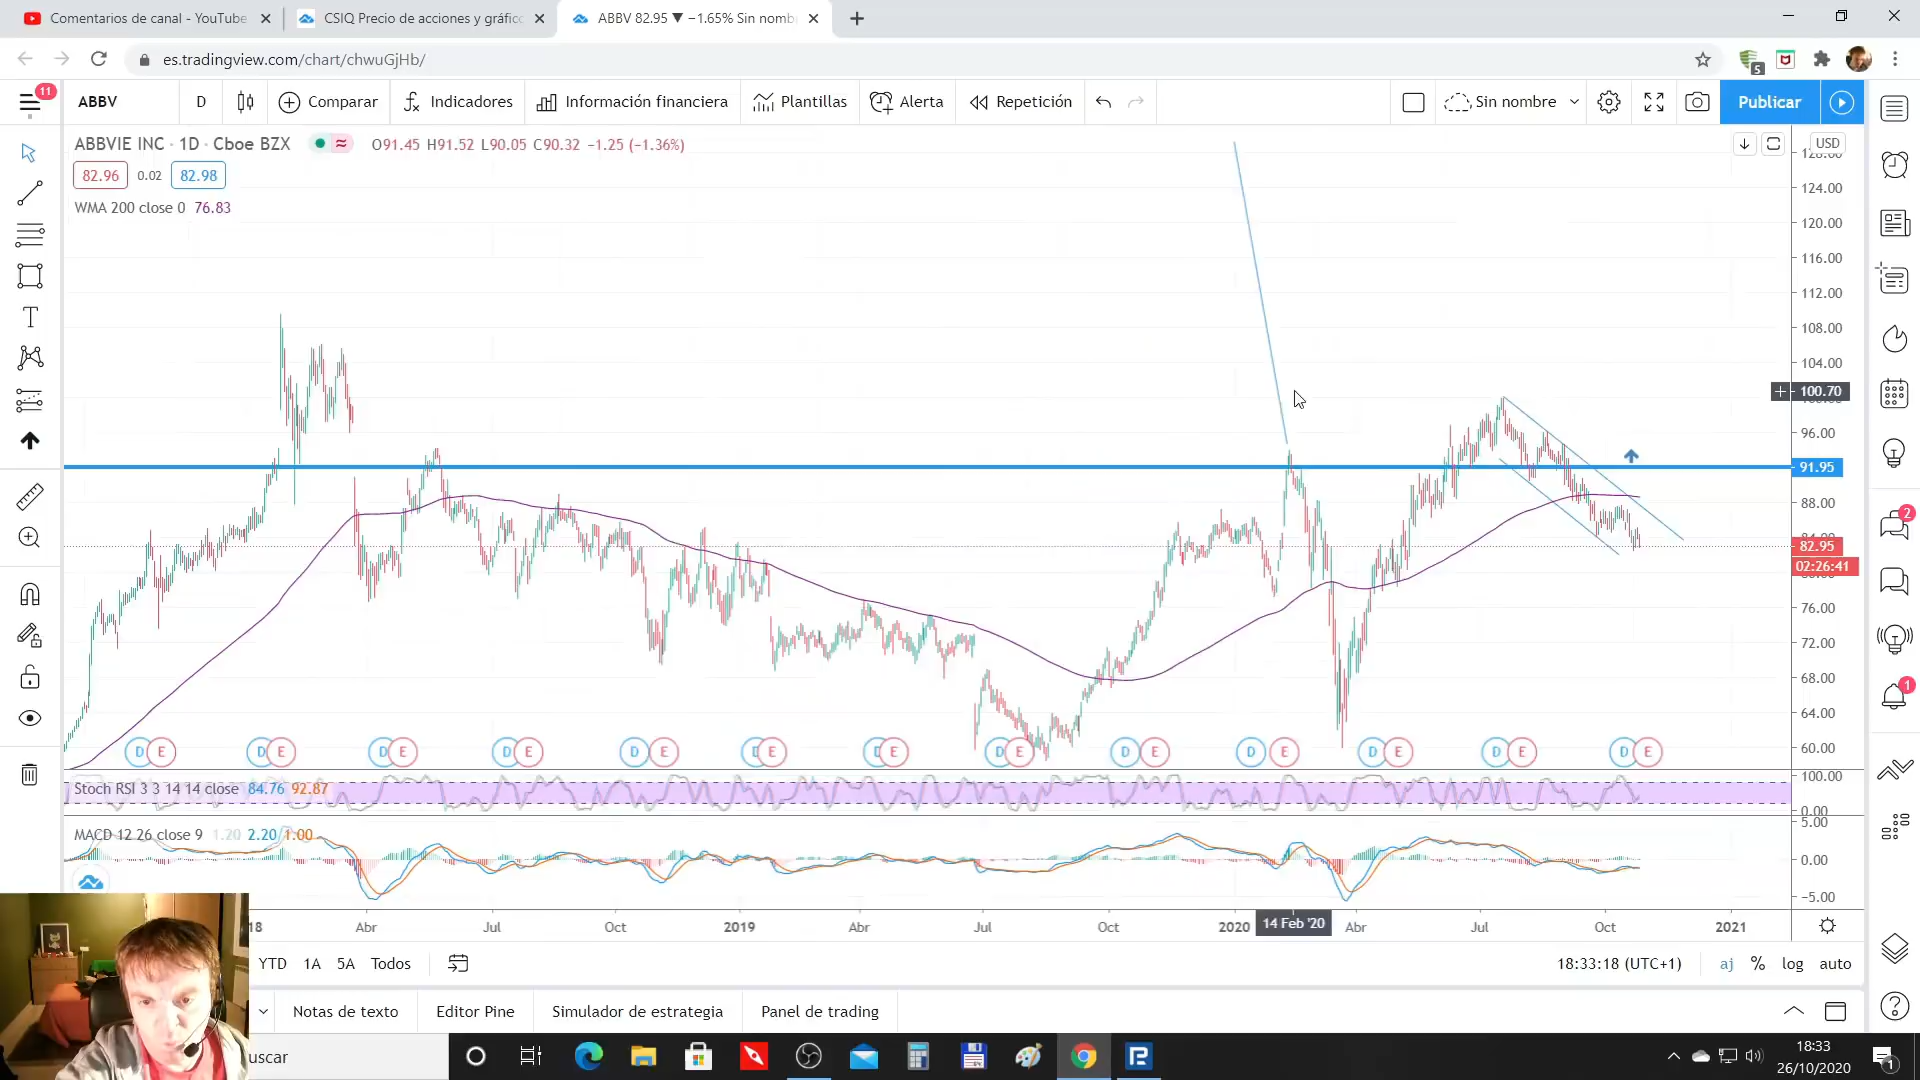 Comentarios de canal - YouTube
CSIQ Precio de acciones y gráfic
ABBV 82.95 ▼ −1.65% Sin nomb
es.tradingview.com/chart/chwuGjHb/
5
11
ABBV
D
Comparar
Indicadores
Información financiera
Plantillas
Alerta
Repetición
Sin nombre
Publicar
ABBVIE INC · 1D · Cboe BZX
O91.45 H91.52 L90.05 C90.32 −1.25 (−1.36%)
USD
82.96
0.02
82.98
WMA 200 close 0 76.83
128.00
124.00
120.00
116.00
112.00
108.00
104.00
100.70
96.00
91.95
88.00
82.95
02:26:41
76.00
72.00
68.00
64.00
60.00
2
1
D E D E D E D E D E D E D E D E D E D E D E D E D E
Stoch RSI 3 3 14 14 close 84.76 92.87
100.00
0.00
MACD 12 26 close 9 1.20 2.20 1.00
5.00
0.00
−5.00
18 Abr Jul Oct 2019 Abr Jul Oct 2020 14 Feb '20 Abr Jul Oct 2021
YTD 1A 5A Todos
18:33:18 (UTC+1)
aj % log auto
Notas de texto
Editor Pine
Simulador de estrategia
Panel de trading
uscar
18:33
26/10/2020
1